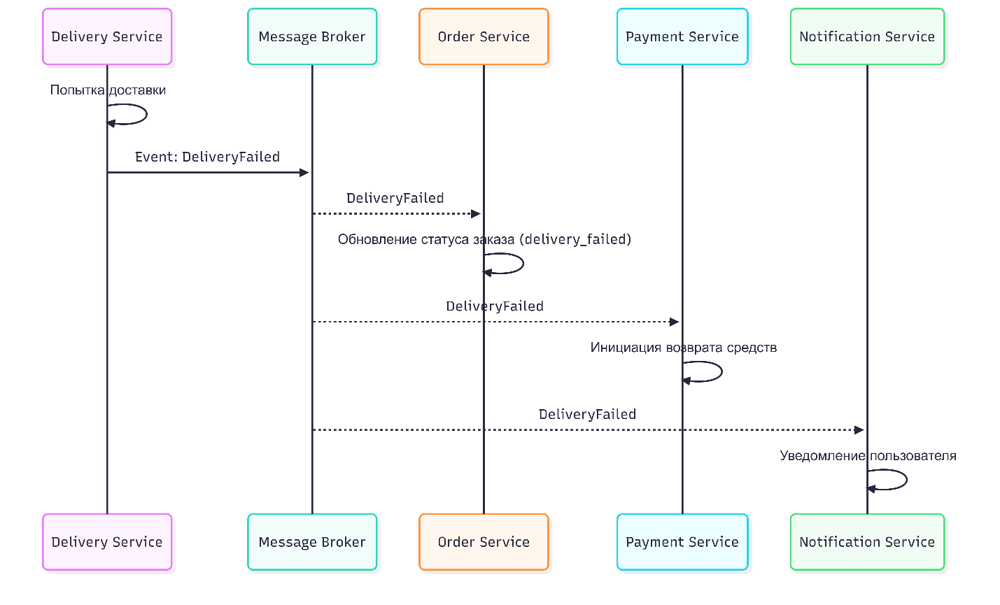 Delivery Service
Message Broker
Order Service
Payment Service
Notification Service
Попытка доставки
Event: DeliveryFailed
DeliveryFailed
Обновление статуса заказа (delivery_failed)
DeliveryFailed
Инициация возврата средств
DeliveryFailed
Уведомление пользователя
Delivery Service
Message Broker
Order Service
Payment Service
Notification Service